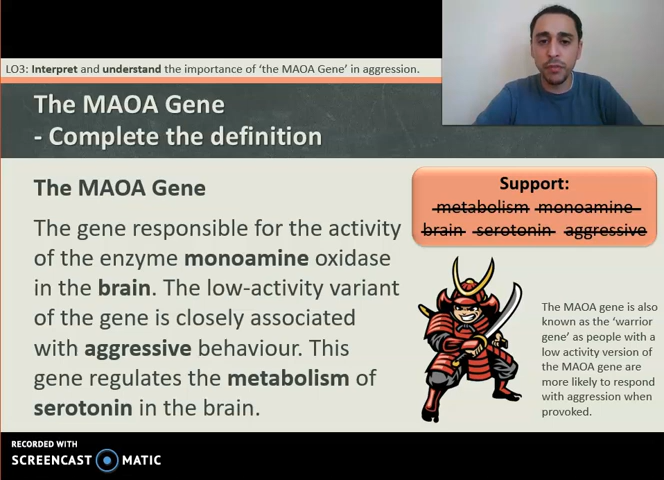 LO3: Interpret and understand the importance of 'the MAOA Gene' in aggression.
The MAOA Gene
- Complete the definition
The MAOA Gene
The gene responsible for the activity
of the enzyme monoamine oxidase
in the brain. The low-activity variant
of the gene is closely associated
with aggressive behaviour. This
gene regulates the metabolism of
serotonin in the brain.
Support:
metabolism monoamine
brain serotonin aggressive
The MAOA gene is also
known as the 'warrior
gene' as people with a
low activity version of
the MAOA gene are
more likely to respond
with aggression when
provoked.
RECORDED WITH
SCREENCAST MATIC